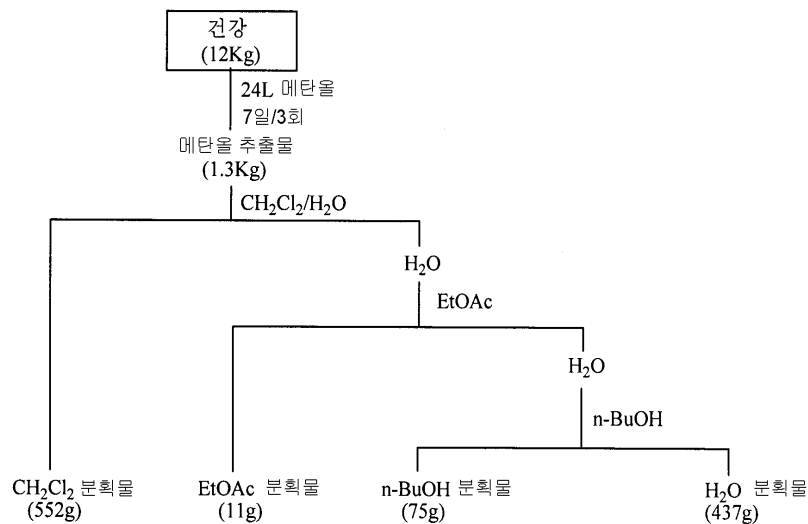 건강
(12Kg)
24L 메탄올
7일/3회
메탄올 추출물
(1.3Kg)
CH₂Cl₂/H₂O
H₂O
EtOAc
H₂O
n-BuOH
CH₂Cl₂ 분획물
(552g)
EtOAc 분획물
(11g)
n-BuOH 분획물
(75g)
H₂O 분획물
(437g)